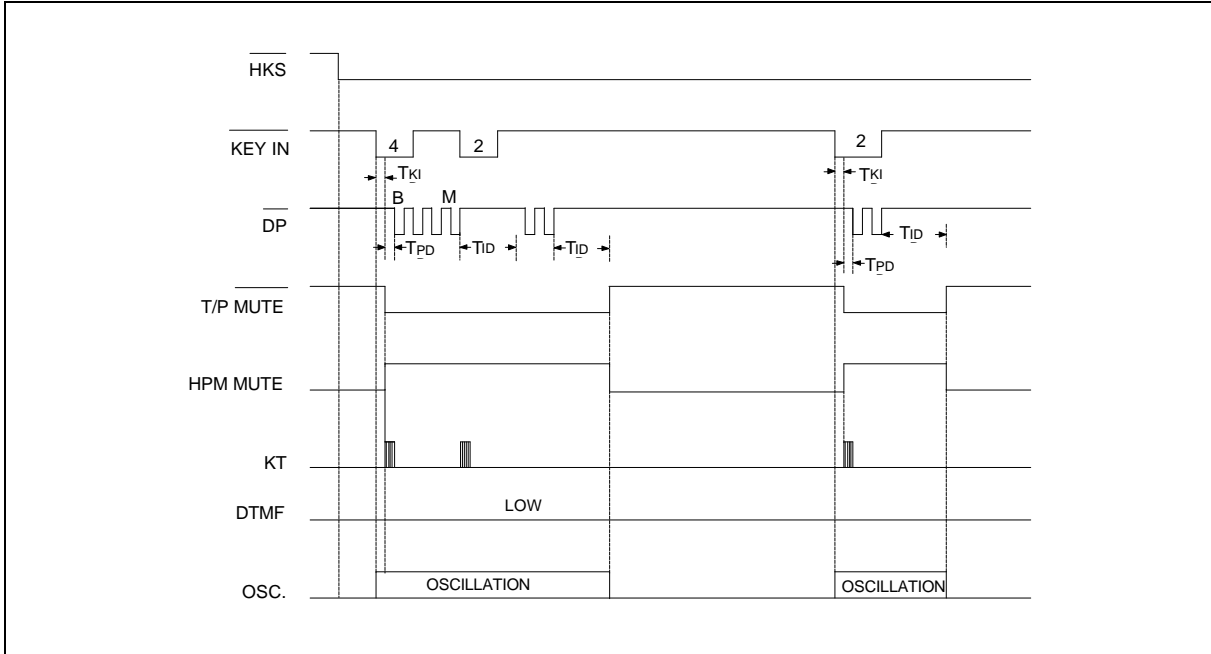 HKS
KEY IN
4
2
2
TKI
TKI
B
M
DP
TPD
TID
TID
TID
TPD
T/P MUTE
HPM MUTE
KT
DTMF
LOW
OSC.
OSCILLATION
OSCILLATION